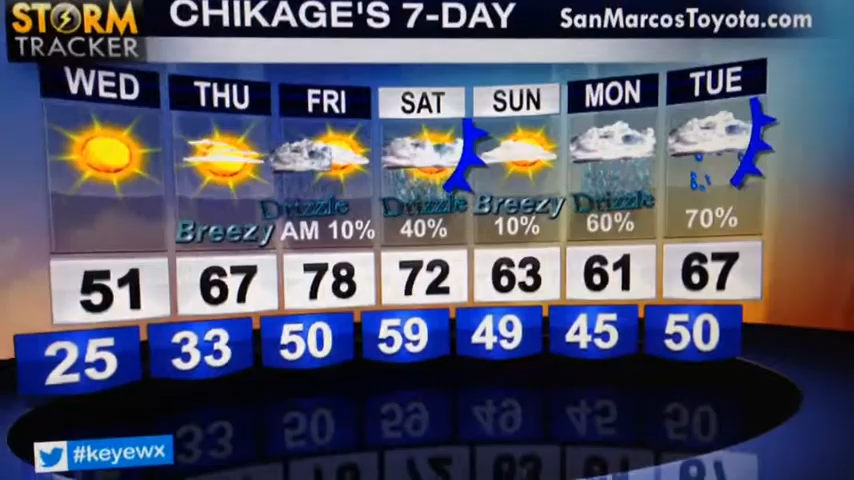 STORM
TRACKER
CHIKAGE'S 7-DAY
SanMarcosToyota.com
WED THU FRI SAT SUN MON TUE
Drizzle Drizzle Drizzle
Breezy Breezy
AM 10% 40% 10% 60% 70%
51 67 78 72 63 61 67
25 33 50 59 49 45 50
#keyewx